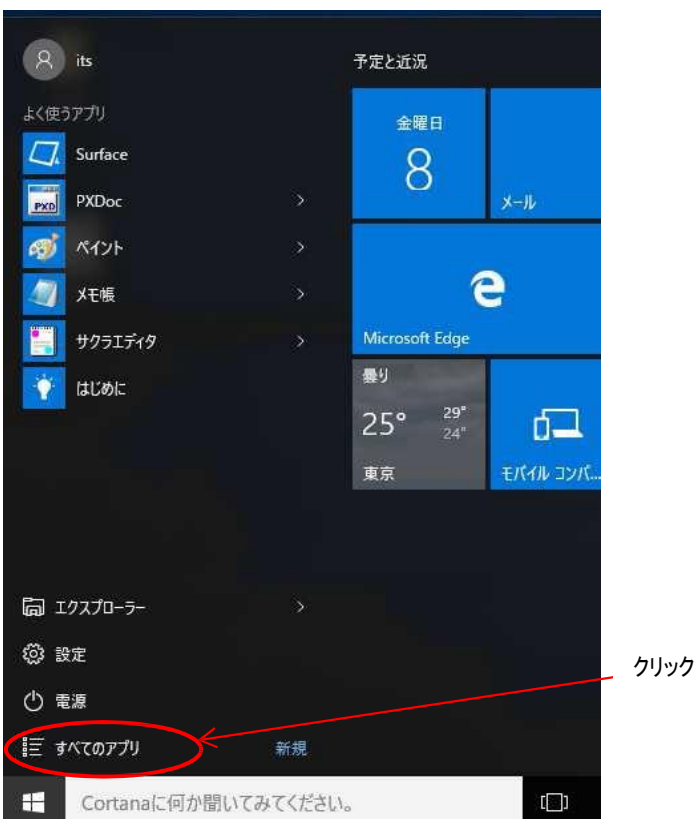 its
よく使うアプリ
Surface
PXDoc
ペイント
メモ帳
サクラエディタ
はじめに
予定と近況
金曜日
8
メール
Microsoft Edge
曇り
25° 29°
24°
東京
モバイル コンパ...
エクスプローラー
設定
電源
すべてのアプリ 新規
クリック
Cortanaに何か聞いてみてください。
PXD